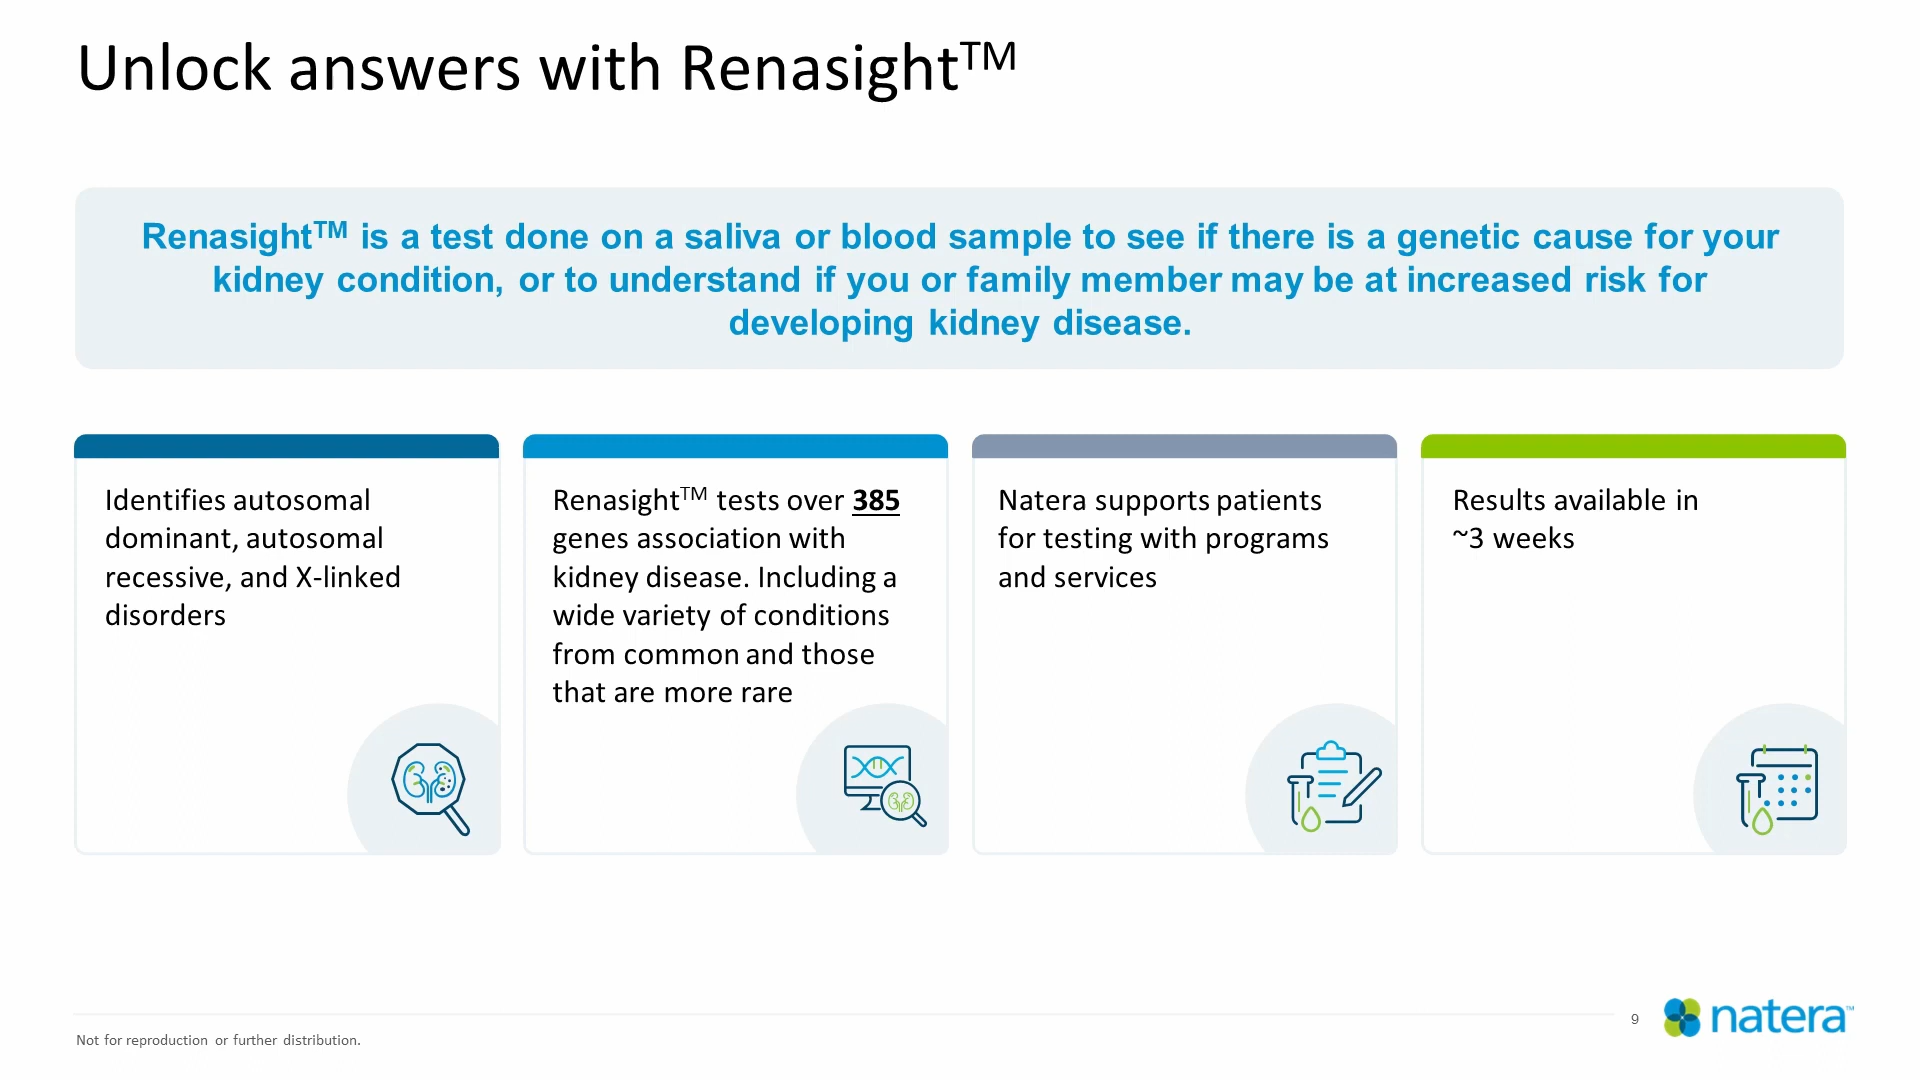 Unlock answers with Renasight™
Renasight™ is a test done on a saliva or blood sample to see if there is a genetic cause for your
kidney condition, or to understand if you or family member may be at increased risk for
developing kidney disease.
Identifies autosomal
dominant, autosomal
recessive, and X-linked
disorders
Renasight™ tests over 385
genes association with
kidney disease. Including a
wide variety of conditions
from common and those
that are more rare
Natera supports patients
for testing with programs
and services
Results available in
~3 weeks
Not for reproduction or further distribution.
9
natera™